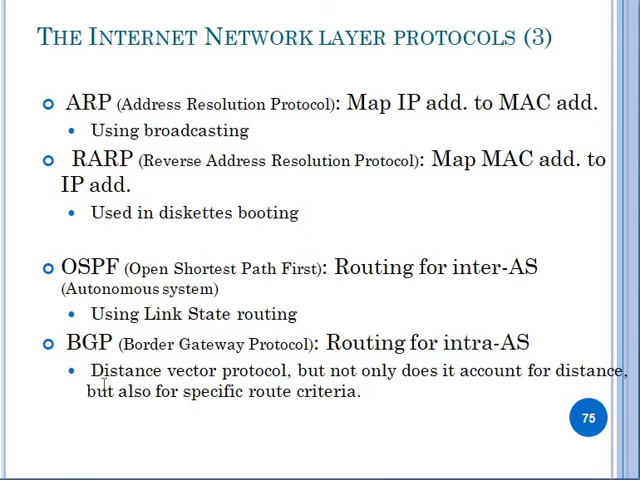 THE INTERNET NETWORK LAYER PROTOCOLS (3)
ARP (Address Resolution Protocol): Map IP add. to MAC add.
Using broadcasting
RARP (Reverse Address Resolution Protocol): Map MAC add. to
IP add.
Used in diskettes booting
OSPF (Open Shortest Path First): Routing for inter-AS
(Autonomous system)
Using Link State routing
BGP (Border Gateway Protocol): Routing for intra-AS
Distance vector protocol, but not only does it account for distance,
but also for specific route criteria.
75